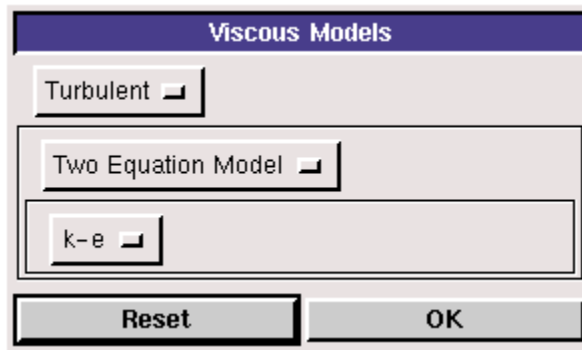 Viscous Models
Turbulent
Two Equation Model
k-e
Reset OK